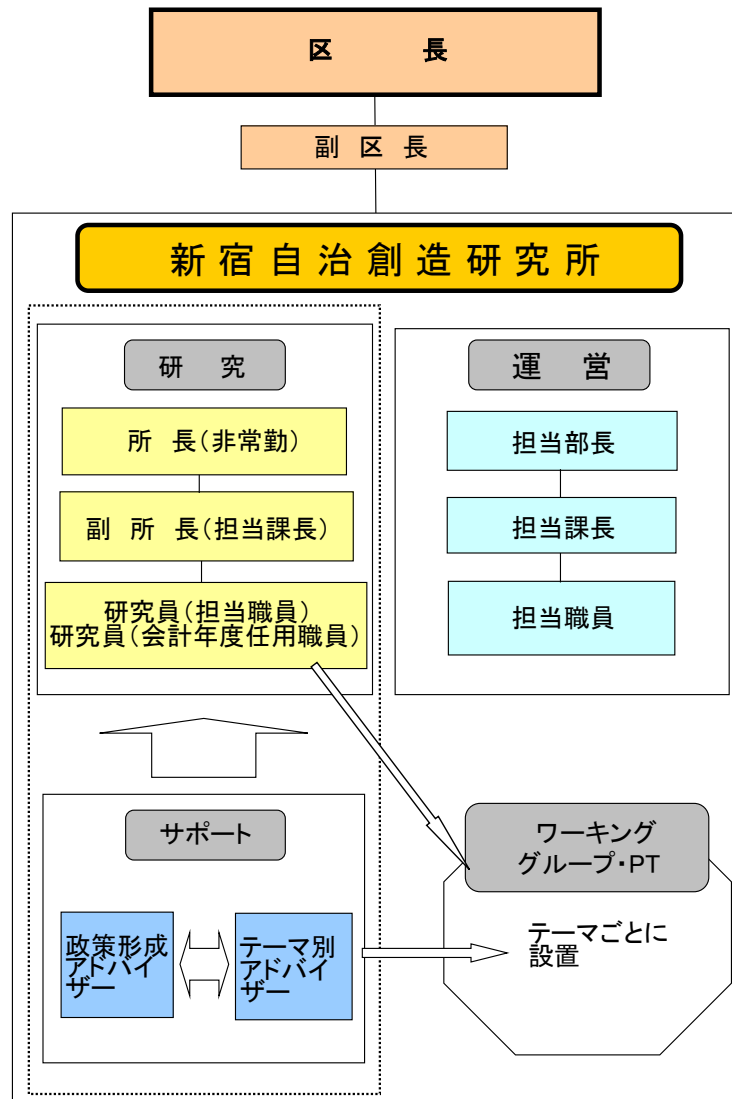 区　長
副 区 長
新宿自治創造研究所
研 究
所 長(非常勤)
副 所 長(担当課長)
研究員(担当職員)
研究員(会計年度任用職員)
運 営
担当部長
担当課長
担当職員
サポート
政策形成
アドバイ
ザー
テーマ別
アドバイ
ザー
ワーキング
グループ・PT
テーマごとに
設置